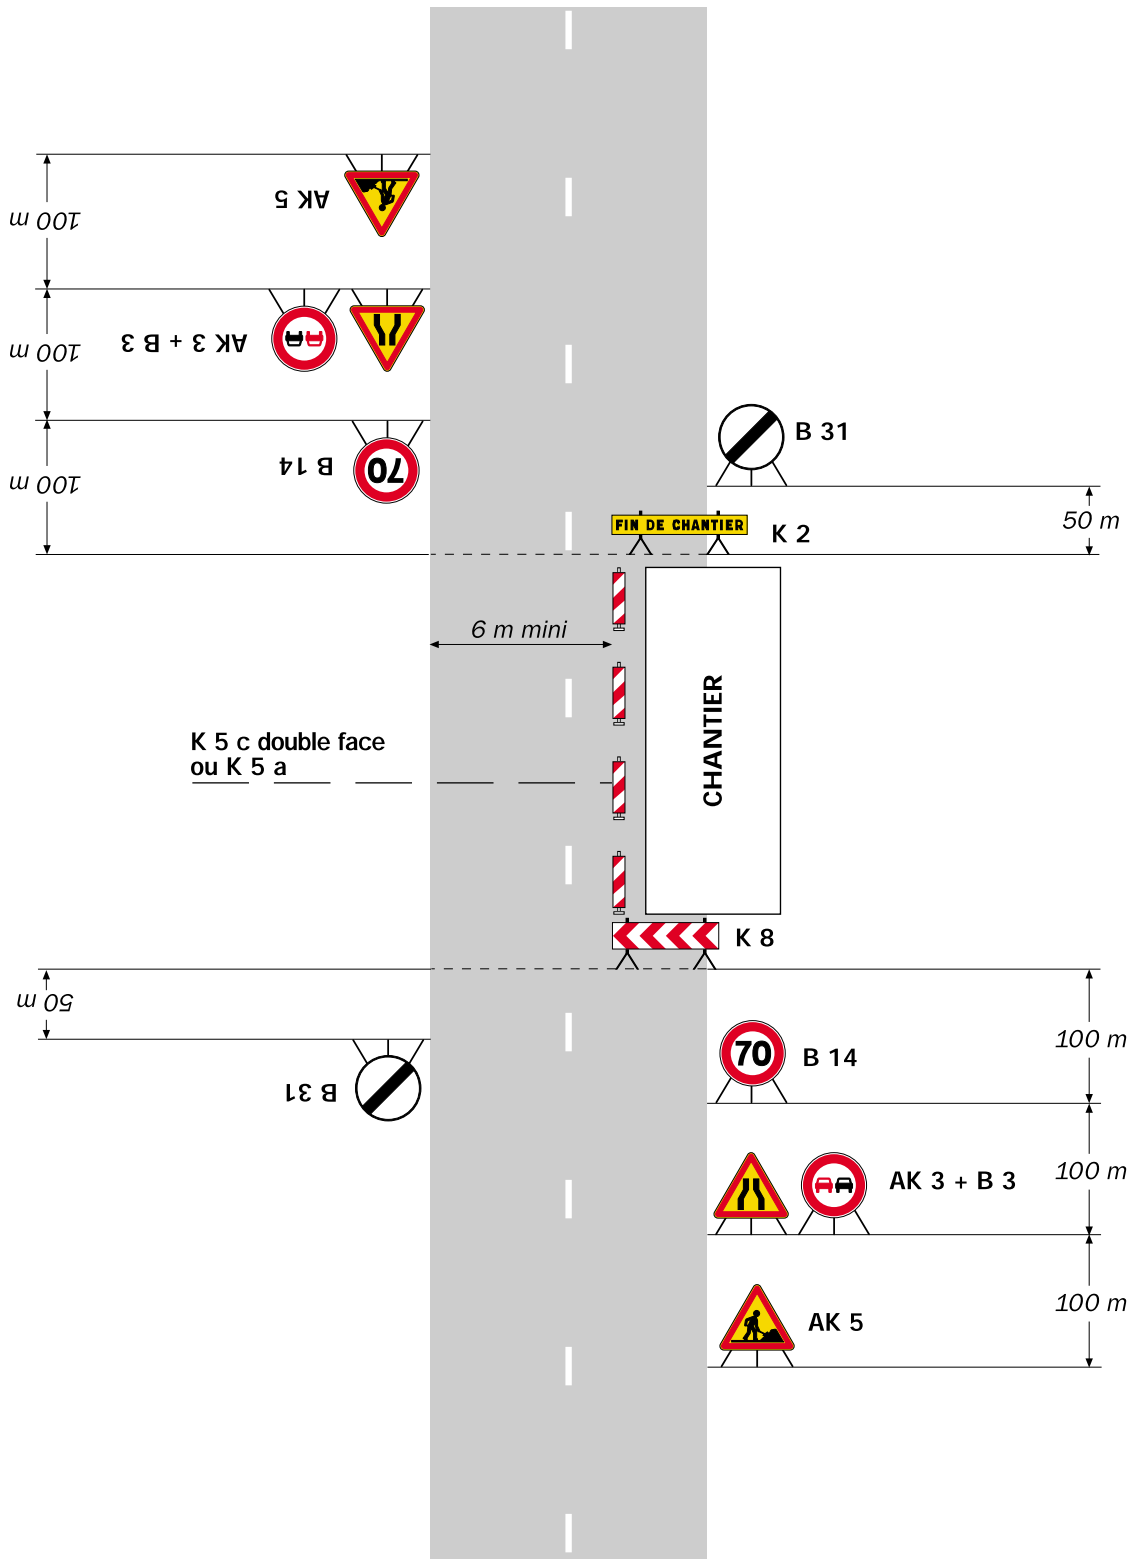 AK 5
100 m
AK 3 + B 3
100 m
B 31
B 14
70
100 m
50 m
FIN DE CHANTIER
K 2
6 m mini
CHANTIER
K 5 c double face
ou K 5 a
K 8
50 m
B 31
70
B 14
100 m
AK 3 + B 3
100 m
AK 5
100 m